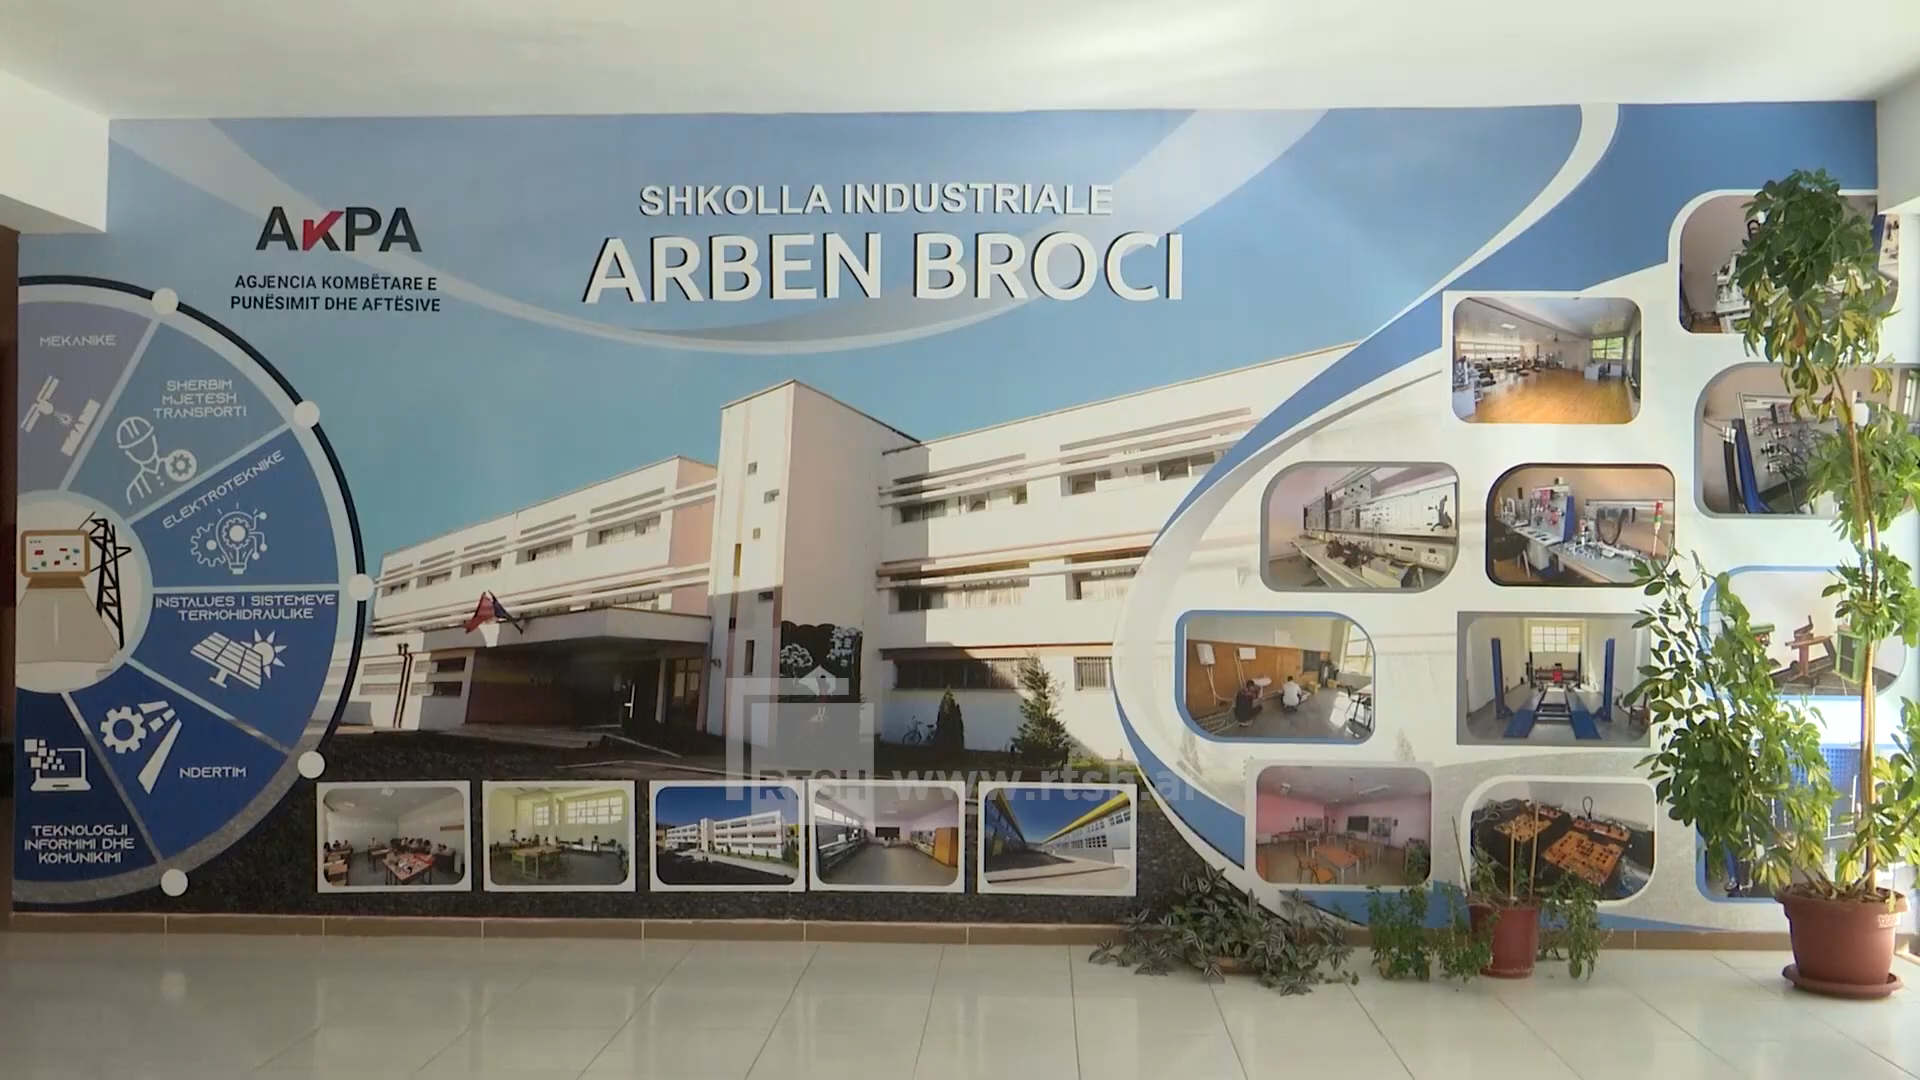 SHKOLLA INDUSTRIALE
ARBEN BROCI
AKPA
AGJENCIA KOMBËTARE E
PUNËSIMIT DHE AFTËSIVE
MEKANIKE
SHERBIM
MJETESH
TRANSPORTI
ELEKTROTEKNIKE
INSTALUES I SISTEMEVE
TERMOHIDRAULIKE
NDERTIM
TEKNOLOGJI
INFORMIMI DHE
KOMUNIKIMI
RTSH www.rtsh.al